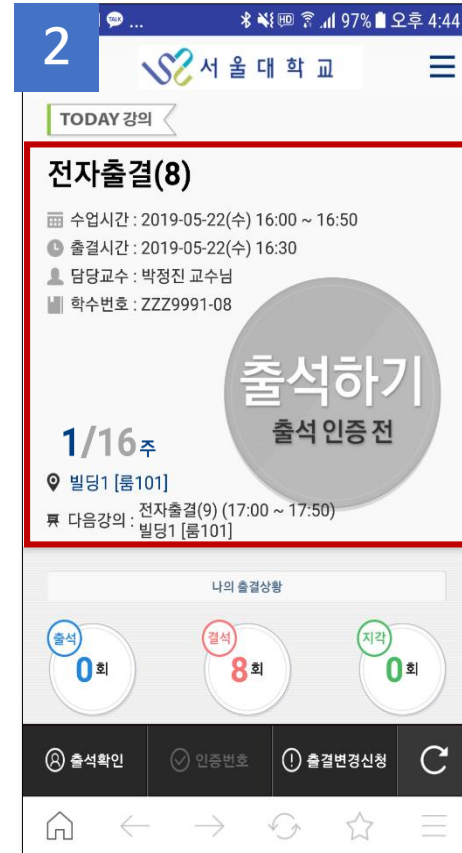 2
TALK ... HD 97% 오후 4:44
서울대학교
TODAY 강의
전자출결(8)
수업시간 : 2019-05-22(수) 16:00 ~ 16:50
출결시간 : 2019-05-22(수) 16:30
담당교수 : 박정진 교수님
학수번호 : ZZZ9991-08
출석하기
출석 인증 전
1/16주
빌딩1 [룸101]
다음강의 : 전자출결(9) (17:00 ~ 17:50)
빌딩1 [룸101]
나의 출결상황
출석 결석 지각
0회 8회 0회
출석확인 인증번호 출결변경신청